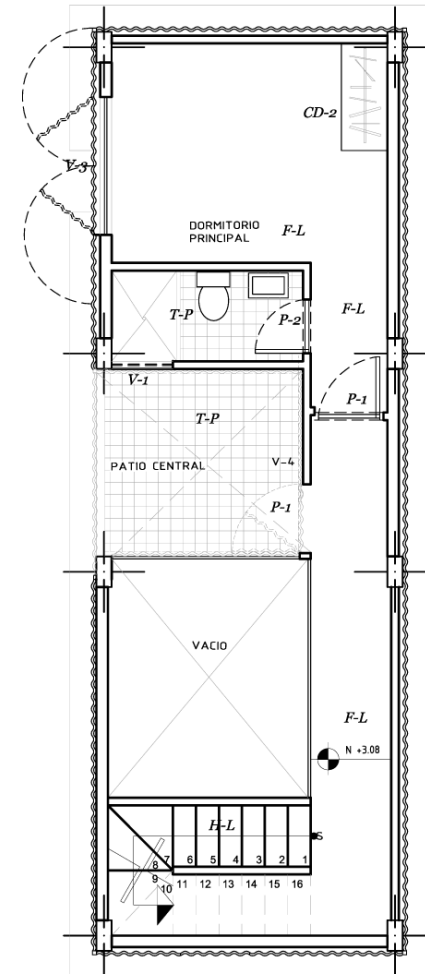 CD-2
V-3
DORMITORIO
PRINCIPAL
F-L
T-P
P-2
F-L
V-1
P-1
T-P
PATIO CENTRAL
V-4
P-1
VACIO
F-L
N +3.08
H-L
S
8 7 6 5 4 3 2 1
9 10 11 12 13 14 15 16